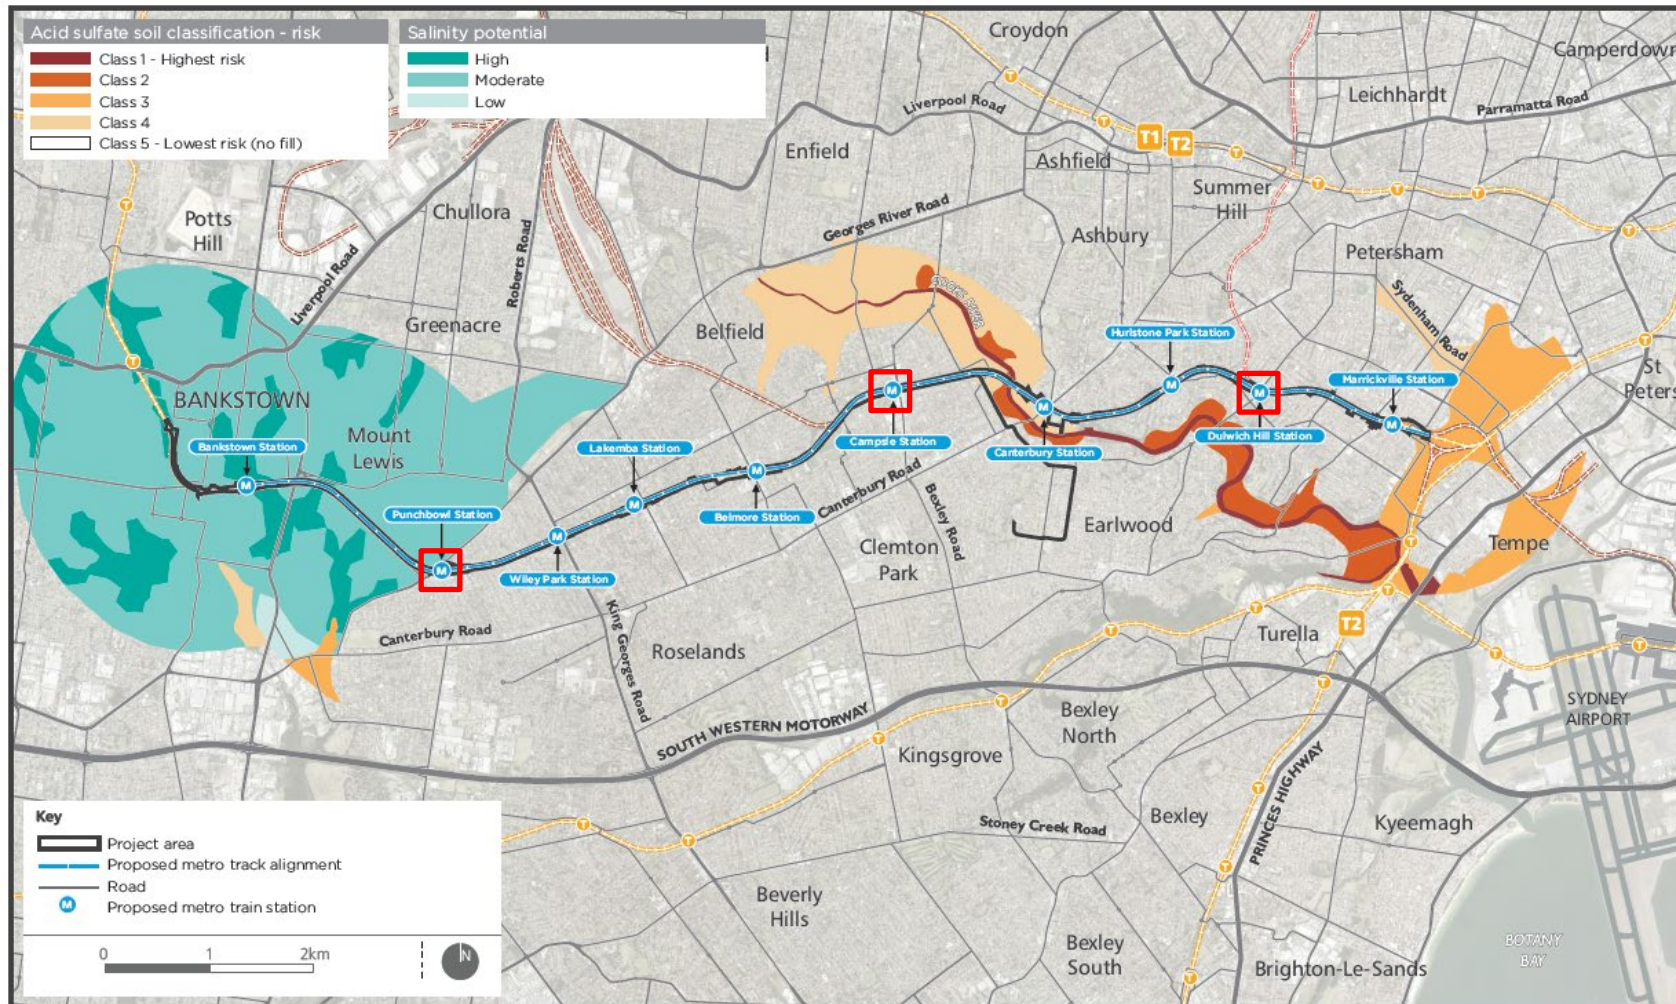 Acid sulfate soil classification - risk
Class 1 - Highest risk
Class 2
Class 3
Class 4
Class 5 - Lowest risk (no fill)
Salinity potential
High
Moderate
Low
Croydon
Camperdown
Leichhardt
Parramatta Road
Liverpool Road
T1
T2
Enfield
Ashfield
Summer
Hill
Potts
Hill
Chullora
Roberts Road
Georges River Road
Ashbury
Petersham
Liverpool Road
Greenacre
Belfield
COOKS RIVER
Hurlstone Park Station
Sydenham Road
St
Peters
Marrickville Station
BANKSTOWN
Mount
Lewis
Bankstown Station
Lakemba Station
Campsie Station
Canterbury Station
Dulwich Hill Station
Punchbowl Station
Belmore Station
Canterbury Road
Bexley Road
Earlwood
Clemton
Park
Tempe
Wiley Park Station
King Georges Road
Canterbury Road
Roselands
Turella
T2
SOUTH WESTERN MOTORWAY
Bexley
North
SYDNEY
AIRPORT
Kingsgrove
PRINCES HIGHWAY
Stoney Creek Road
Bexley
Kyeemagh
Beverly
Hills
Bexley
South
Brighton-Le-Sands
BOTANY
BAY
Key
Project area
Proposed metro track alignment
Road
M
Proposed metro train station
0
1
2km
N